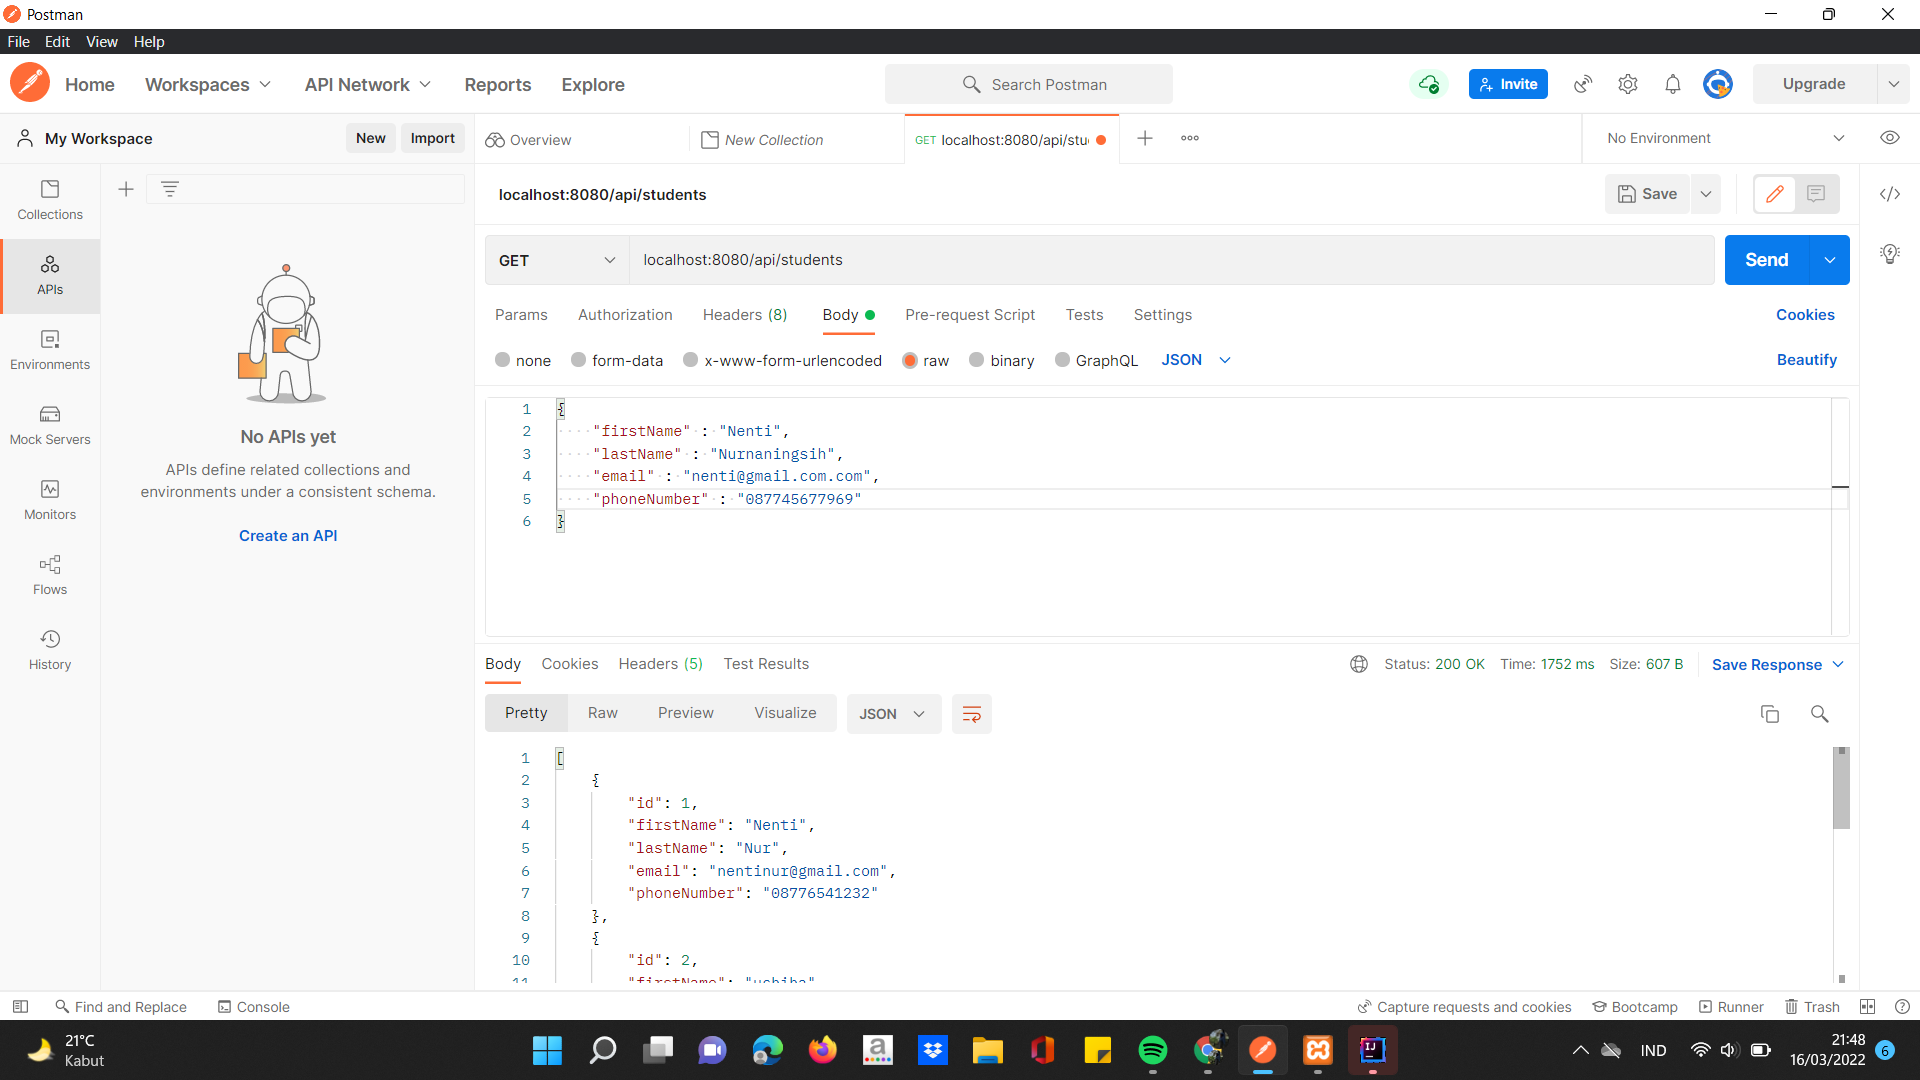 Postman
File Edit View Help
Home Workspaces API Network Reports Explore Search Postman Invite Upgrade
My Workspace New Import Overview New Collection GET localhost:8080/api/stu No Environment
Collections
APIs
Environments
Mock Servers
Monitors
Flows
History
No APIs yet
APIs define related collections and
environments under a consistent schema.
Create an API
localhost:8080/api/students Save
GET localhost:8080/api/students Send
Params Authorization Headers (8) Body Pre-request Script Tests Settings Cookies
none form-data x-www-form-urlencoded raw binary GraphQL JSON Beautify
1 {
2 "firstName" : "Nenti",
3 "lastName" : "Nurnaningsih",
4 "email" : "nenti@gmail.com.com",
5 "phoneNumber" : "087745677969"
6 }
Body Cookies Headers (5) Test Results Status: 200 OK Time: 1752 ms Size: 607 B Save Response
Pretty Raw Preview Visualize JSON
1 [
2 {
3 "id": 1,
4 "firstName": "Nenti",
5 "lastName": "Nur",
6 "email": "nentinur@gmail.com",
7 "phoneNumber": "08776541232"
8 },
9 {
10 "id": 2,
11 "firstName":
Find and Replace Console Capture requests and cookies Bootcamp Runner Trash
21°C
Kabut
IND
21:48
16/03/2022
6